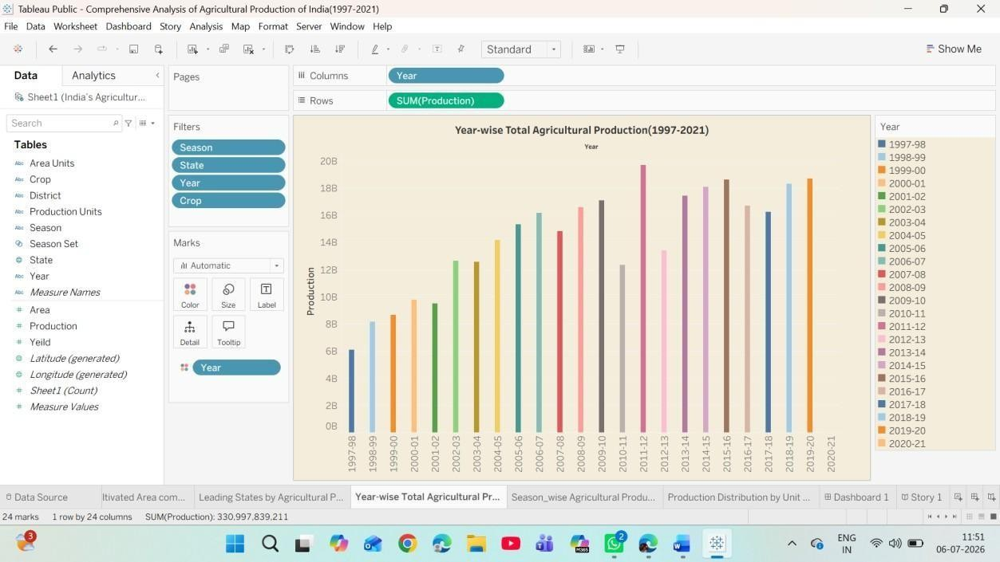 Tableau Public - Comprehensive Analysis of Agricultural Production of India(1997-2021)
File Data Worksheet Dashboard Story Analysis Map Format Server Window Help
Standard
Show Me
Data Analytics
Sheet1 (India's Agricultur...
Search
Tables
Area Units
Crop
District
Production Units
Season
Season Set
State
Year
Measure Names
Area
Production
Yeild
Latitude (generated)
Longitude (generated)
Sheet1 (Count)
Measure Values
Pages
Filters
Season
State
Year
Crop
Marks
Automatic
Color Size Label
Detail Tooltip
Year
Columns Year
Rows SUM(Production)
Year-wise Total Agricultural Production(1997-2021)
Year
Production
20B
18B
16B
14B
12B
10B
8B
6B
4B
2B
0B
1997-98 1998-99 1999-00 2000-01 2001-02 2002-03 2003-04 2004-05 2005-06 2006-07 2007-08 2008-09 2009-10 2010-11 2011-12 2012-13 2013-14 2014-15 2015-16 2016-17 2017-18 2018-19 2019-20 2020-21
Year
1997-98
1998-99
1999-00
2000-01
2001-02
2002-03
2003-04
2004-05
2005-06
2006-07
2007-08
2008-09
2009-10
2010-11
2011-12
2012-13
2013-14
2014-15
2015-16
2016-17
2017-18
2018-19
2019-20
2020-21
Data Source ltivated Area com... Leading States by Agricultural P... Year-wise Total Agricultural Pr... Season_wise Agricultural Produ... Production Distribution by Unit ... Dashboard 1 Story 1
24 marks 1 row by 24 columns SUM(Production): 330,997,839,211
3
M365
2
ENG
IN
11:51
06-07-2026